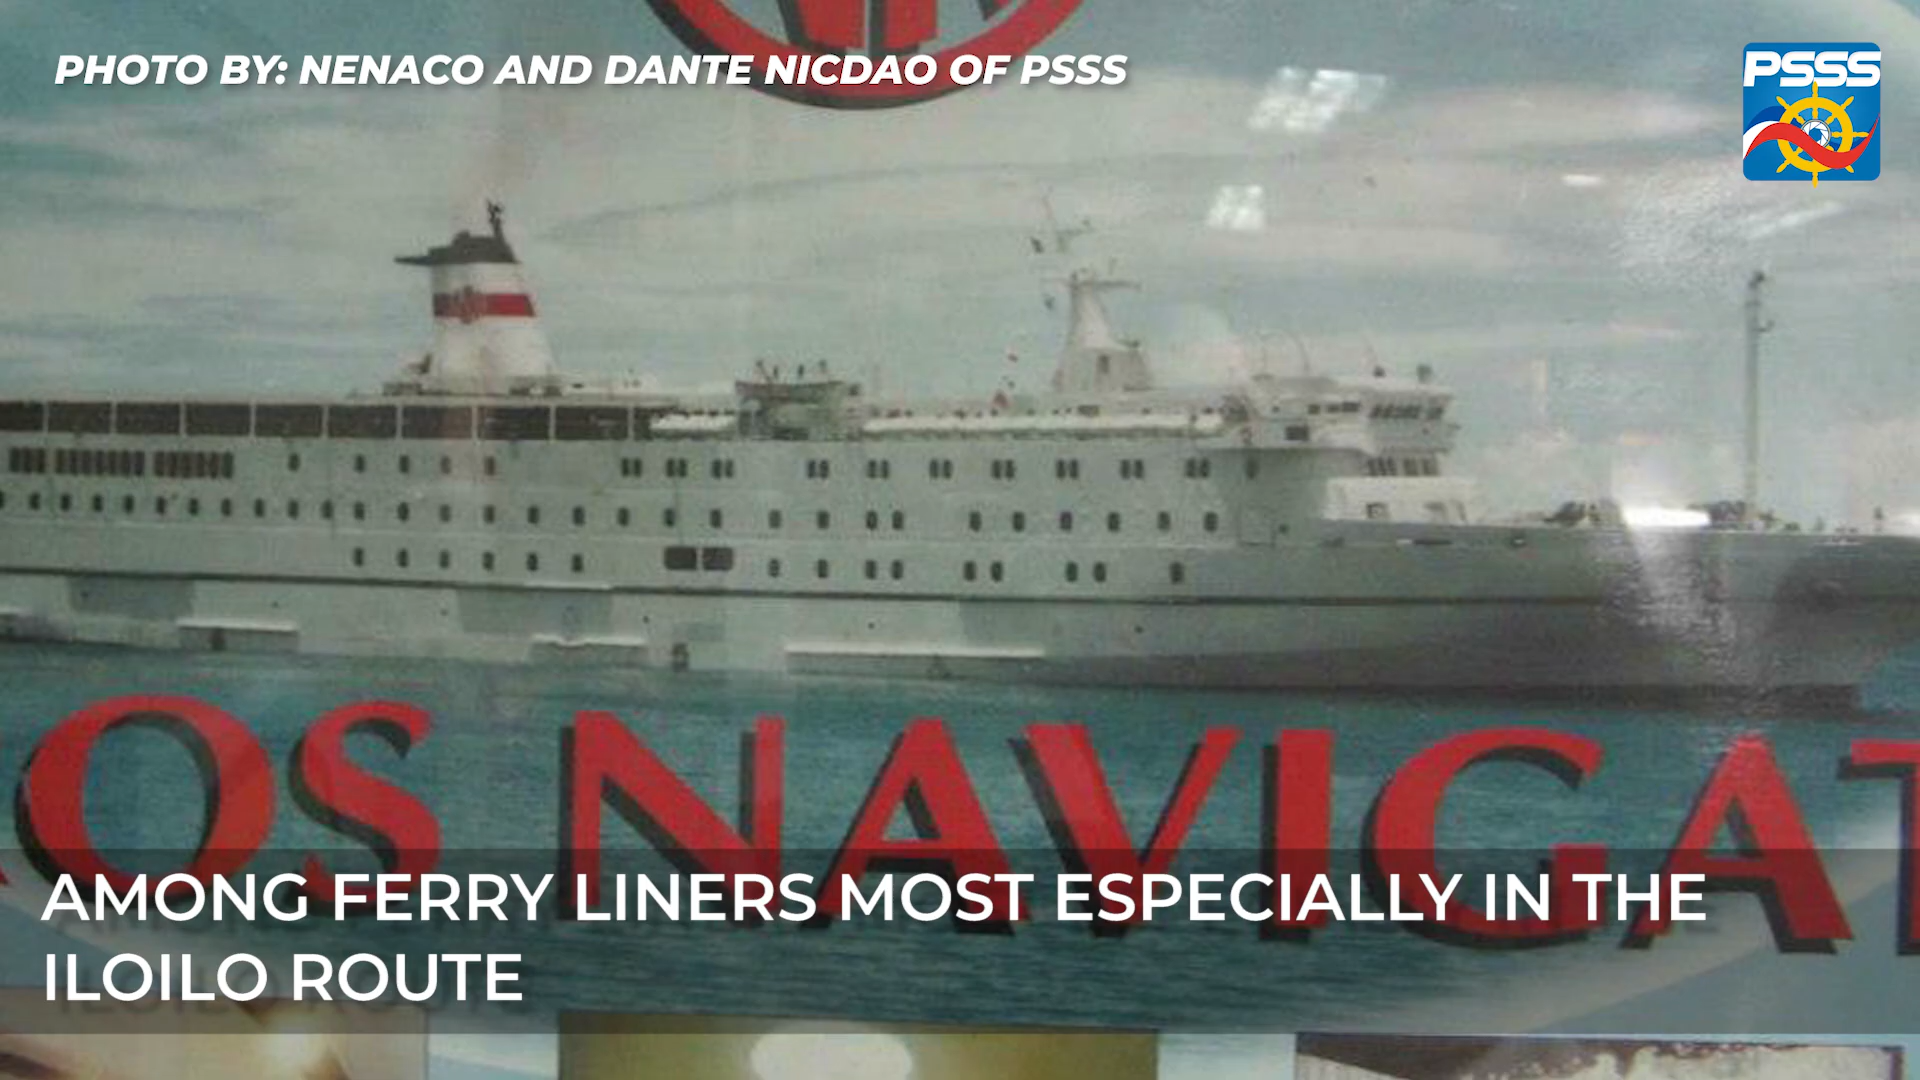 PHOTO BY: NENACO AND DANTE NICDAO OF PSSS
PSSS
OS NAVIGAT
AMONG FERRY LINERS MOST ESPECIALLY IN THE
ILOILO ROUTE